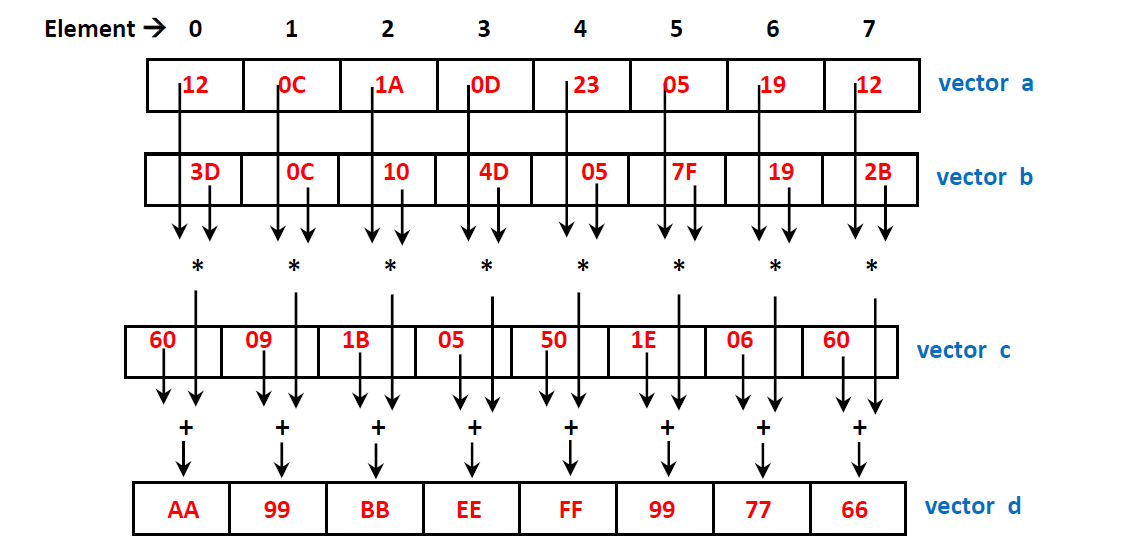 Element → 0 1 2 3 4 5 6 7
12 0C 1A 0D 23 05 19 12 vector a
3D 0C 10 4D 05 7F 19 2B vector b
* * * * * * * *
60 09 1B 05 50 1E 06 60 vector c
+ + + + + + + +
AA 99 BB EE FF 99 77 66 vector d